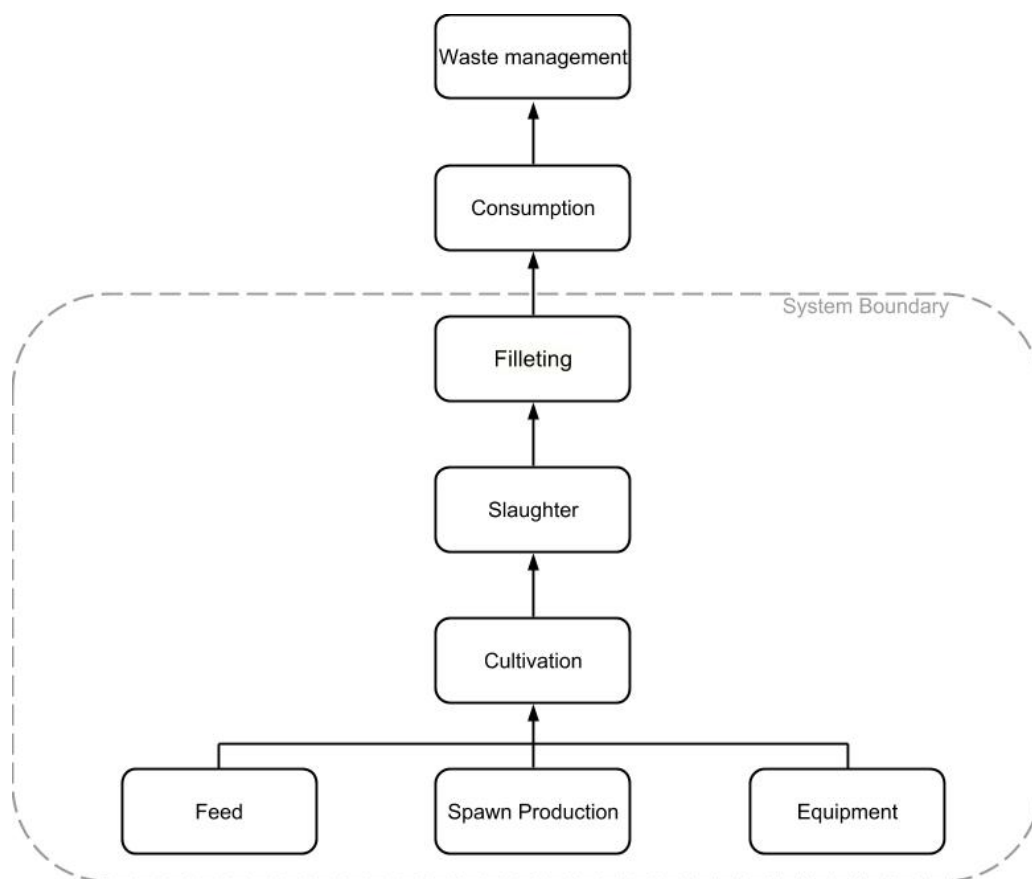 Waste management
Consumption
System Boundary
Filleting
Slaughter
Cultivation
Feed
Spawn Production
Equipment